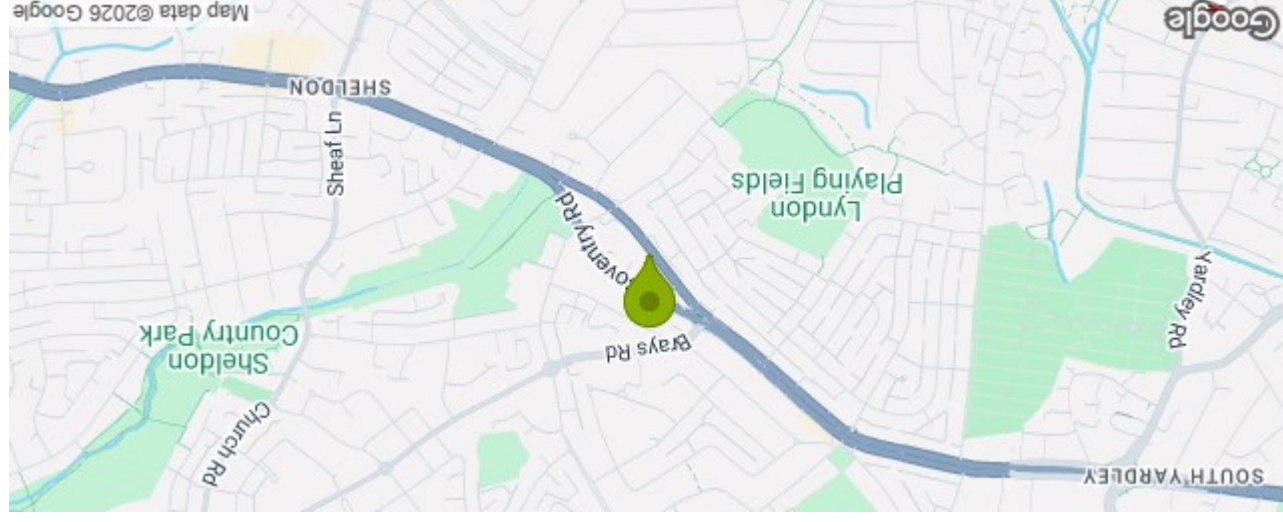 SOUTH YARDLEY
Church Rd
Brays Rd
Sheldon
Country Park
Yardley Rd
Coventry Rd
Lyndon
Playing Fields
Sheaf Ln
SHELDON
Google
Map data ©2026 Google